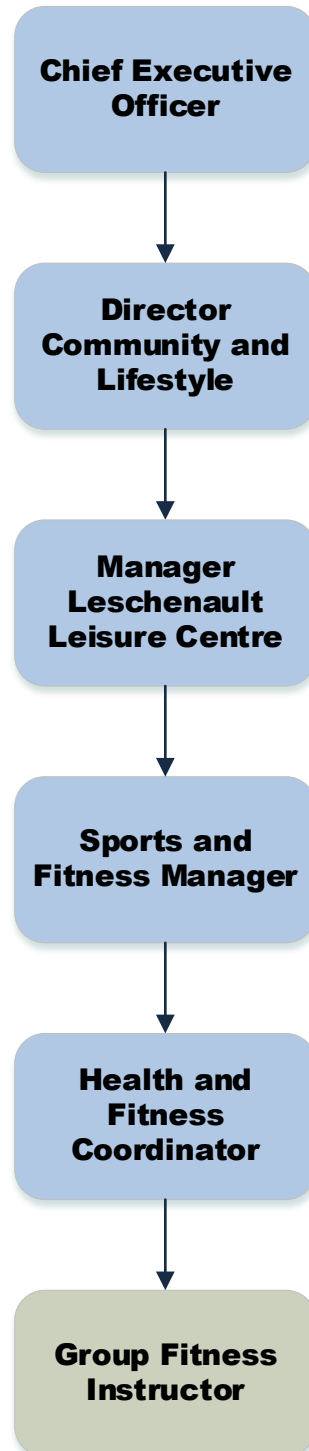 Chief Executive
Officer
Director
Community and
Lifestyle
Manager
Leschenault
Leisure Centre
Sports and
Fitness Manager
Health and
Fitness
Coordinator
Group Fitness
Instructor